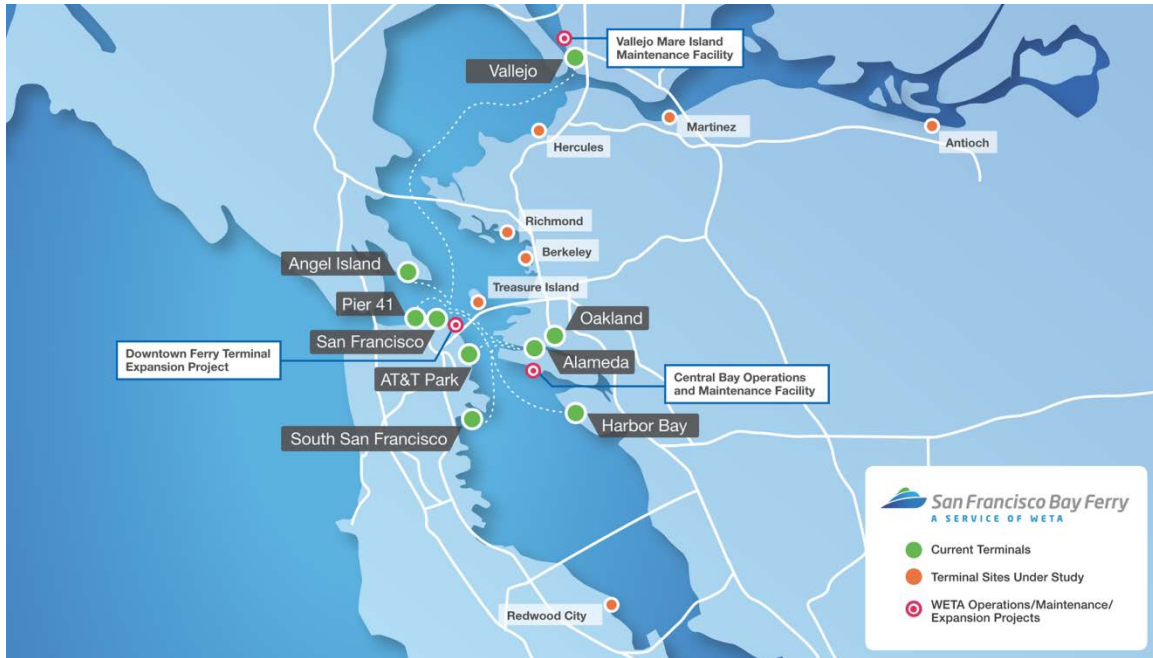 Vallejo Mare Island
Maintenance Facility
Vallejo
Martinez
Hercules
Antioch
Richmond
Berkeley
Angel Island
Treasure Island
Pier 41
Oakland
San Francisco
Downtown Ferry Terminal
Expansion Project
Alameda
AT&T Park
Central Bay Operations
and Maintenance Facility
Harbor Bay
South San Francisco
San Francisco Bay Ferry
A SERVICE OF WETA
Current Terminals
Terminal Sites Under Study
WETA Operations/Maintenance/
Expansion Projects
Redwood City